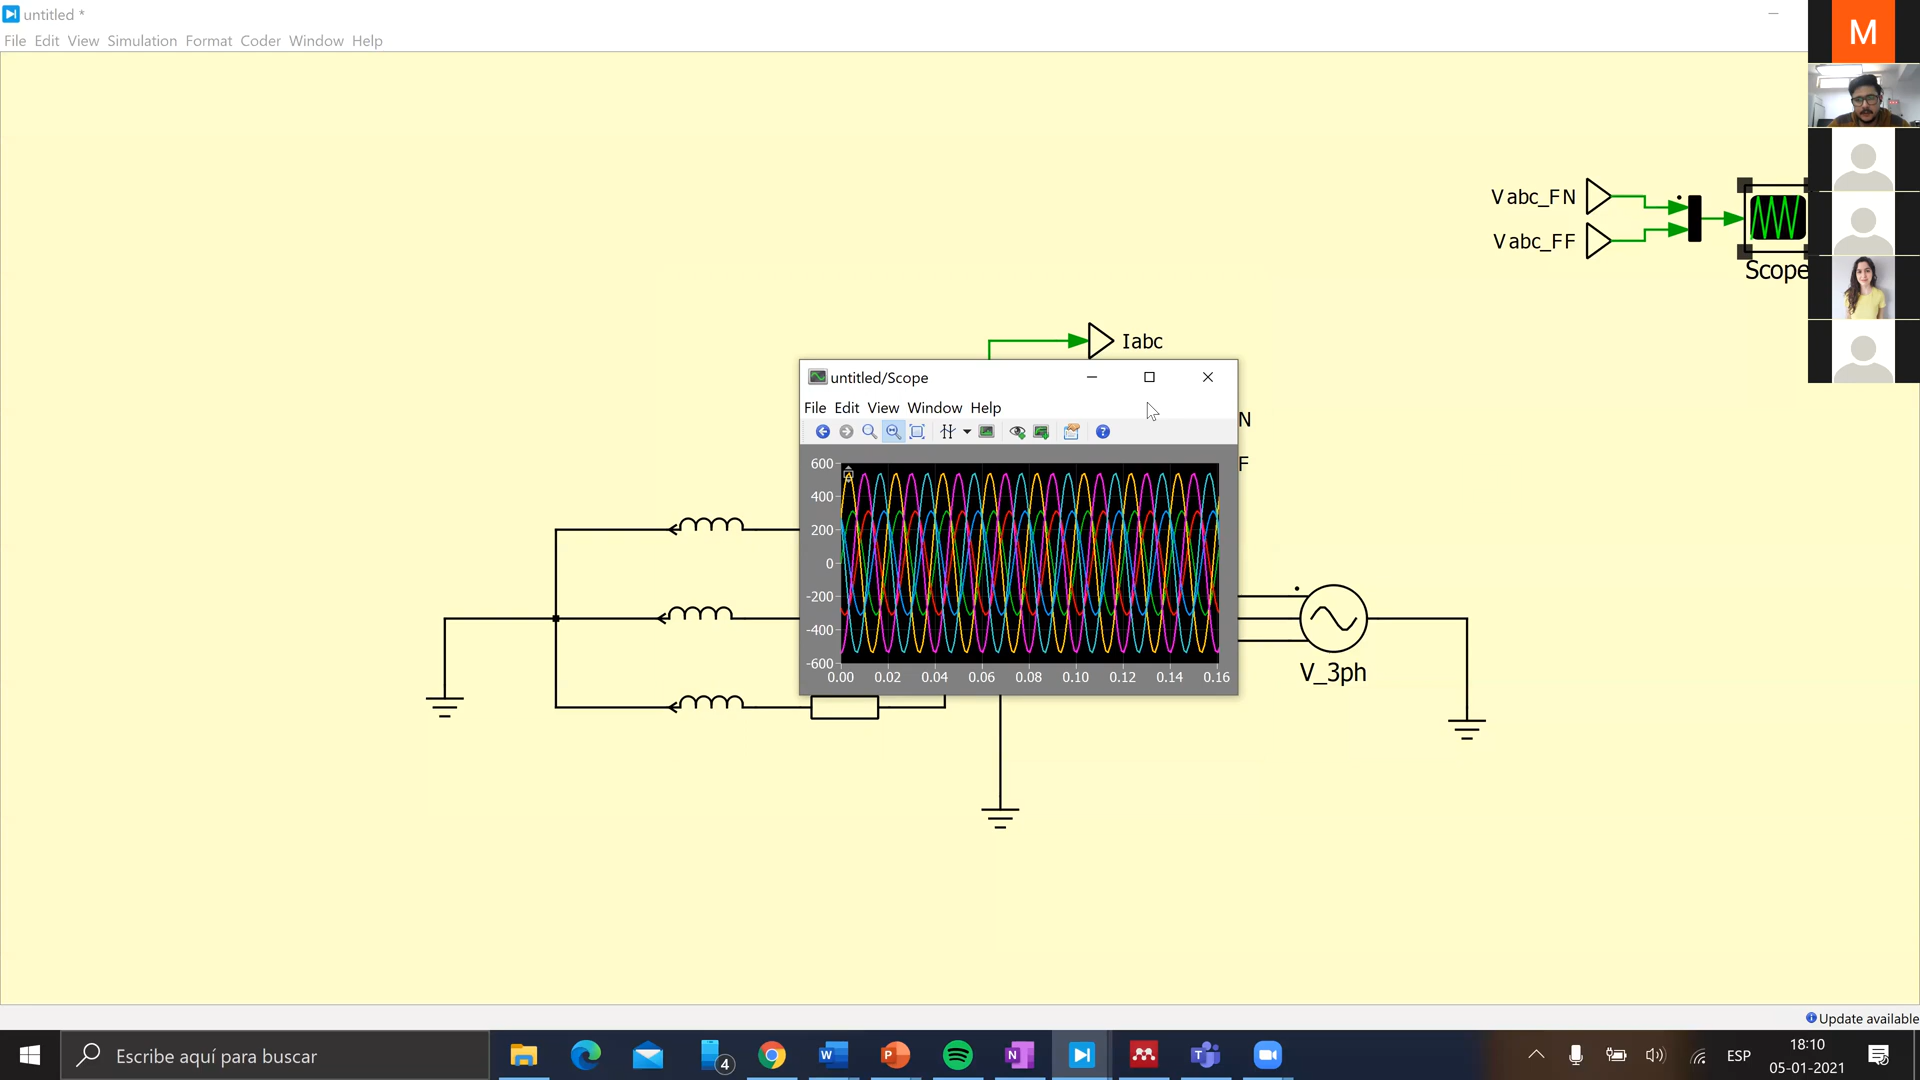 untitled *
File Edit View Simulation Format Coder Window Help
M
Vabc_FN
Vabc_FF
Scope
Iabc
untitled/Scope
File Edit View Window Help
N
F
600
400
200
0
-200
-400
-600
0.00 0.02 0.04 0.06 0.08 0.10 0.12 0.14 0.16
V_3ph
Update available
Escribe aquí para buscar
4
ESP
18:10
05-01-2021